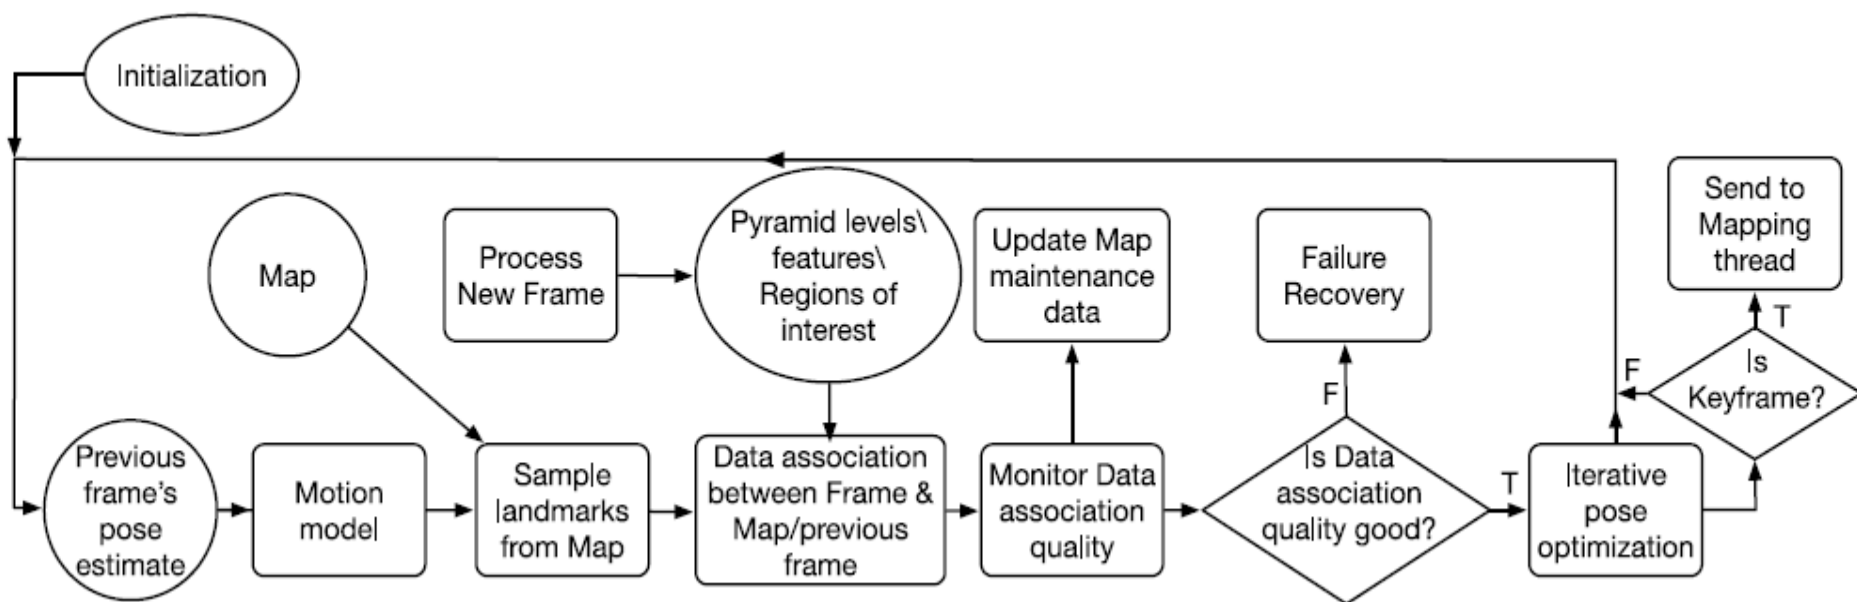 Initialization
Map
Process
New Frame
Pyramid levels\
features\
Regions of
interest
Update Map
maintenance
data
Failure
Recovery
Send to
Mapping
thread
T
F
Is
Keyframe?
F
Previous
frame's
pose
estimate
Motion
model
Sample
landmarks
from Map
Data association
between Frame &
Map/previous
frame
Monitor Data
association
quality
Is Data
association
quality good?
T
Iterative
pose
optimization